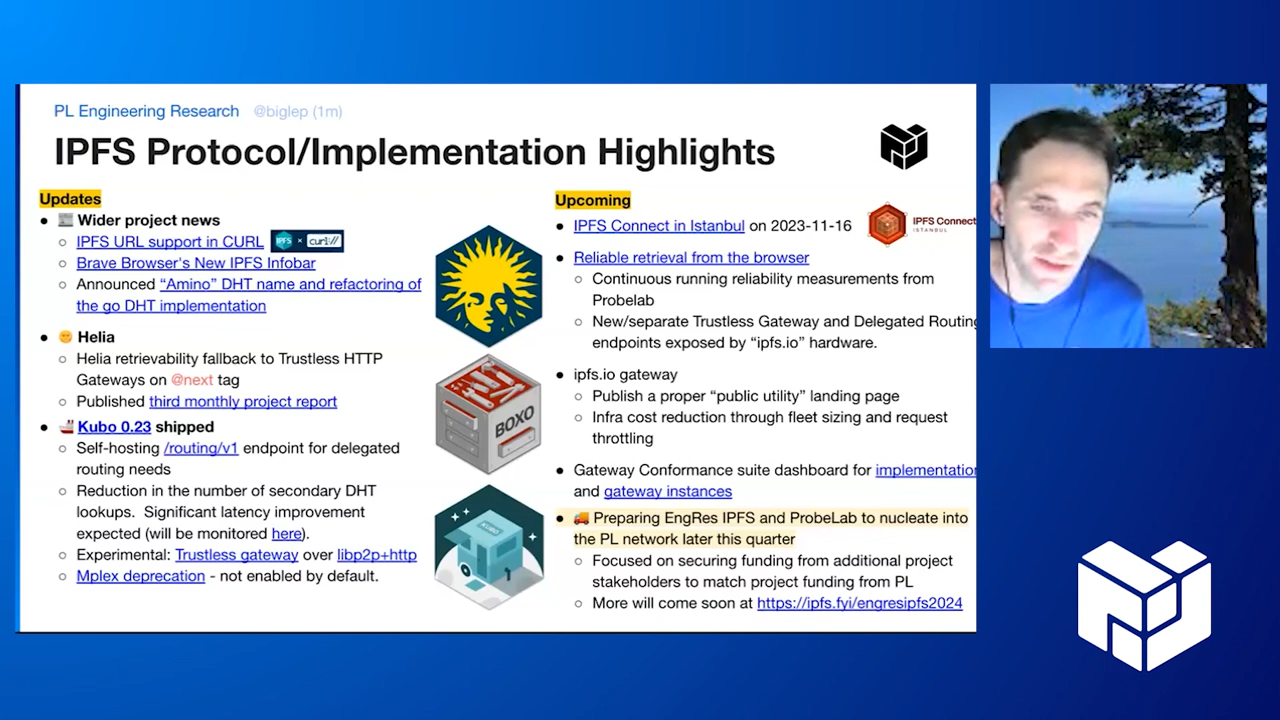 PL Engineering Research @biglep (1m)
IPFS Protocol/Implementation Highlights
Updates
● 📰 Wider project news
○ IPFS URL support in CURL
IPFS × curl://
○ Brave Browser's New IPFS Infobar
○ Announced “Amino” DHT name and refactoring of
the go DHT implementation
● 🌞 Helia
○ Helia retrievability fallback to Trustless HTTP
Gateways on @next tag
○ Published third monthly project report
● 🚢 Kubo 0.23 shipped
○ Self-hosting /routing/v1 endpoint for delegated
routing needs
○ Reduction in the number of secondary DHT
lookups. Significant latency improvement
expected (will be monitored here).
○ Experimental: Trustless gateway over libp2p+http
○ Mplex deprecation - not enabled by default.
BOXO
Kubo
Upcoming
● IPFS Connect in Istanbul on 2023-11-16
IPFS Connect
ISTANBUL
● Reliable retrieval from the browser
○ Continuous running reliability measurements from
Probelab
○ New/separate Trustless Gateway and Delegated Routing
endpoints exposed by “ipfs.io” hardware.
● ipfs.io gateway
○ Publish a proper “public utility” landing page
○ Infra cost reduction through fleet sizing and request
throttling
● Gateway Conformance suite dashboard for implementation
and gateway instances
● 🚚 Preparing EngRes IPFS and ProbeLab to nucleate into
the PL network later this quarter
○ Focused on securing funding from additional project
stakeholders to match project funding from PL
○ More will come soon at https://ipfs.fyi/engresipfs2024